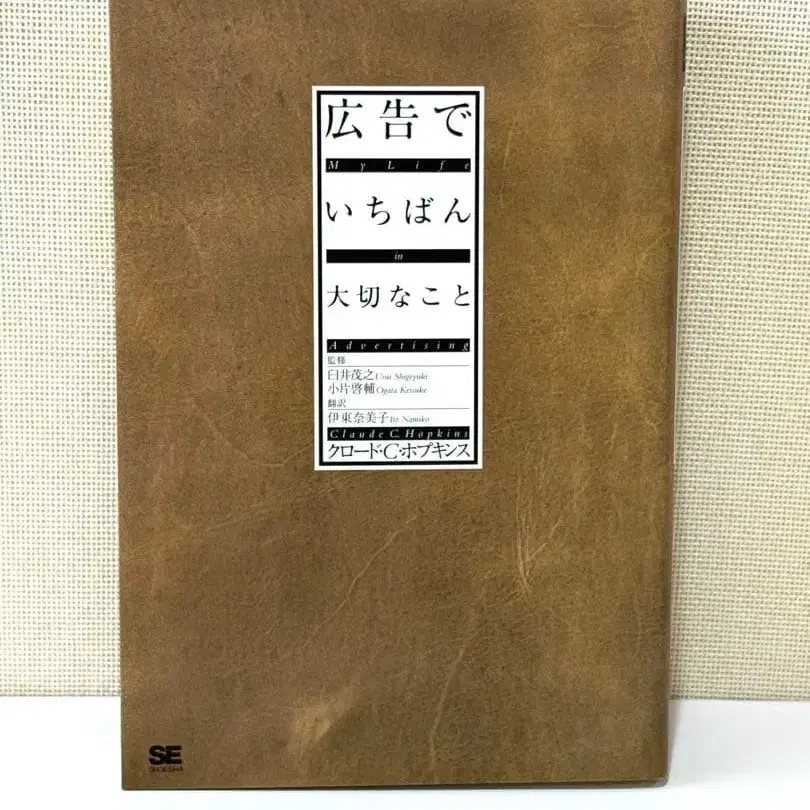 広告で
My Life
いちばん
in
大切なこと
Advertising
監修
臼井茂之 Usui Shigeyuki
小片啓輔 Ogata Keisuke
翻訳
伊東奈美子 Ito Namiko
Claude C. Hopkins
クロード・C・ホプキンス
SE
SHOEISHA